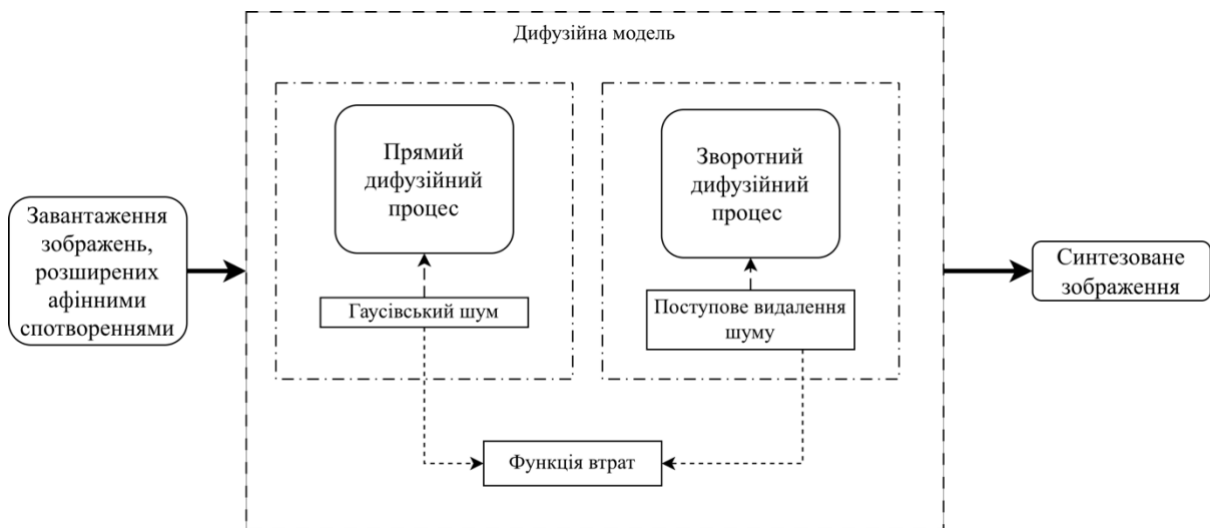 Дифузійна модель
Завантаження
зображень,
розширених
афінними
спотвореннями
Прямий
дифузійний
процес
Гаусівський шум
Зворотний
дифузійний
процес
Поступове видалення
шуму
Функція втрат
Синтезоване
зображення